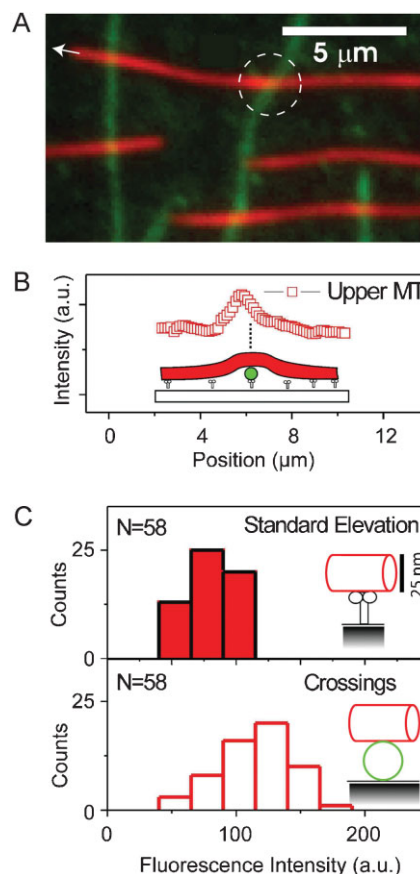 A
5 μm
B
Intensity (a.u.)
Upper MT
0 4 8 12
Position (μm)
C
N=58 Standard Elevation
25
Counts
0
25 nm
N=58 Crossings
25
Counts
0
0 100 200
Fluorescence Intensity (a.u.)